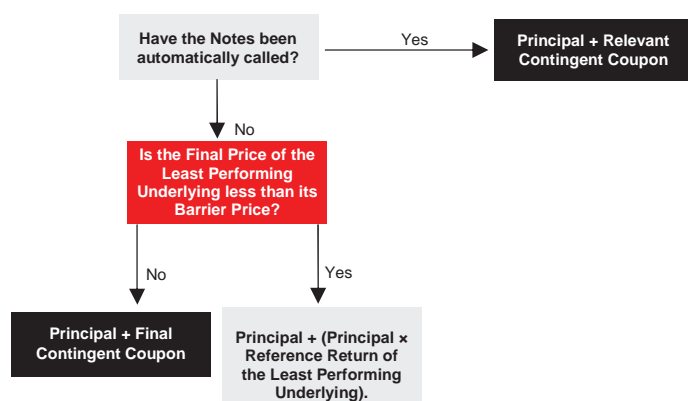 Have the Notes been
automatically called?
Yes
Principal + Relevant
Contingent Coupon
No
Is the Final Price of the
Least Performing
Underlying less than its
Barrier Price?
No
Yes
Principal + Final
Contingent Coupon
Principal + (Principal ×
Reference Return of
the Least Performing
Underlying).